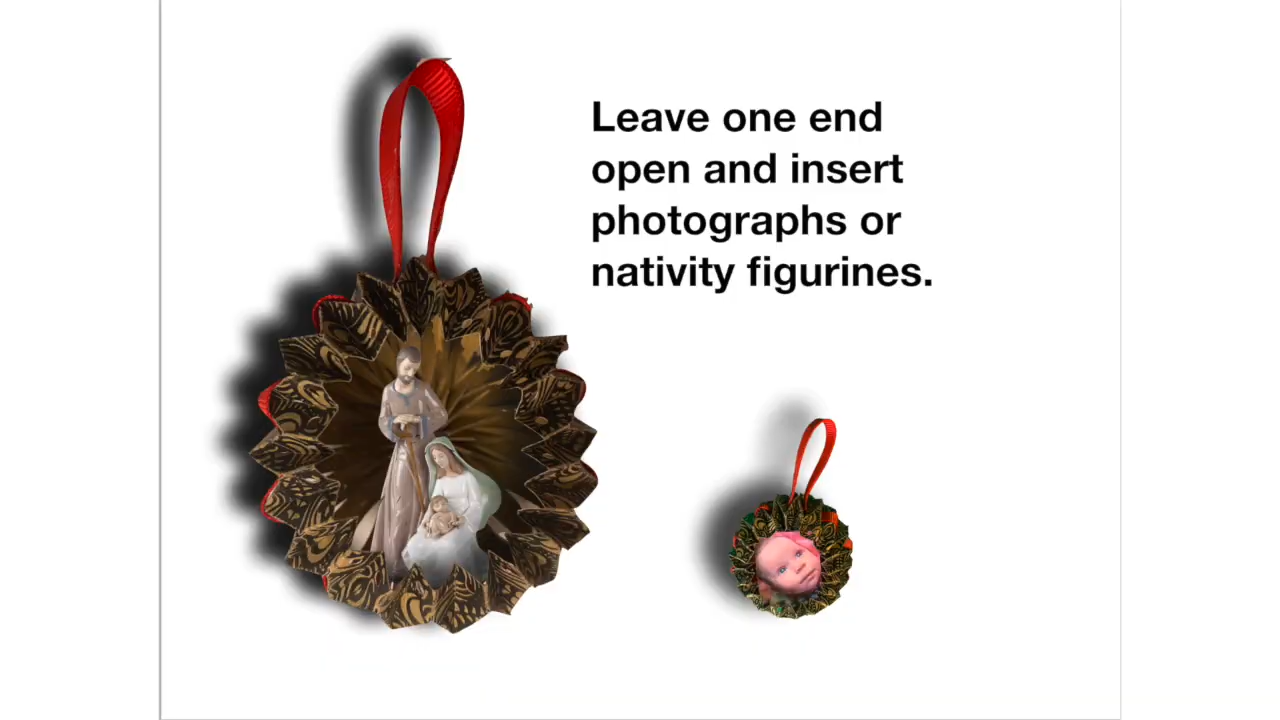 Leave one end
open and insert
photographs or
nativity figurines.